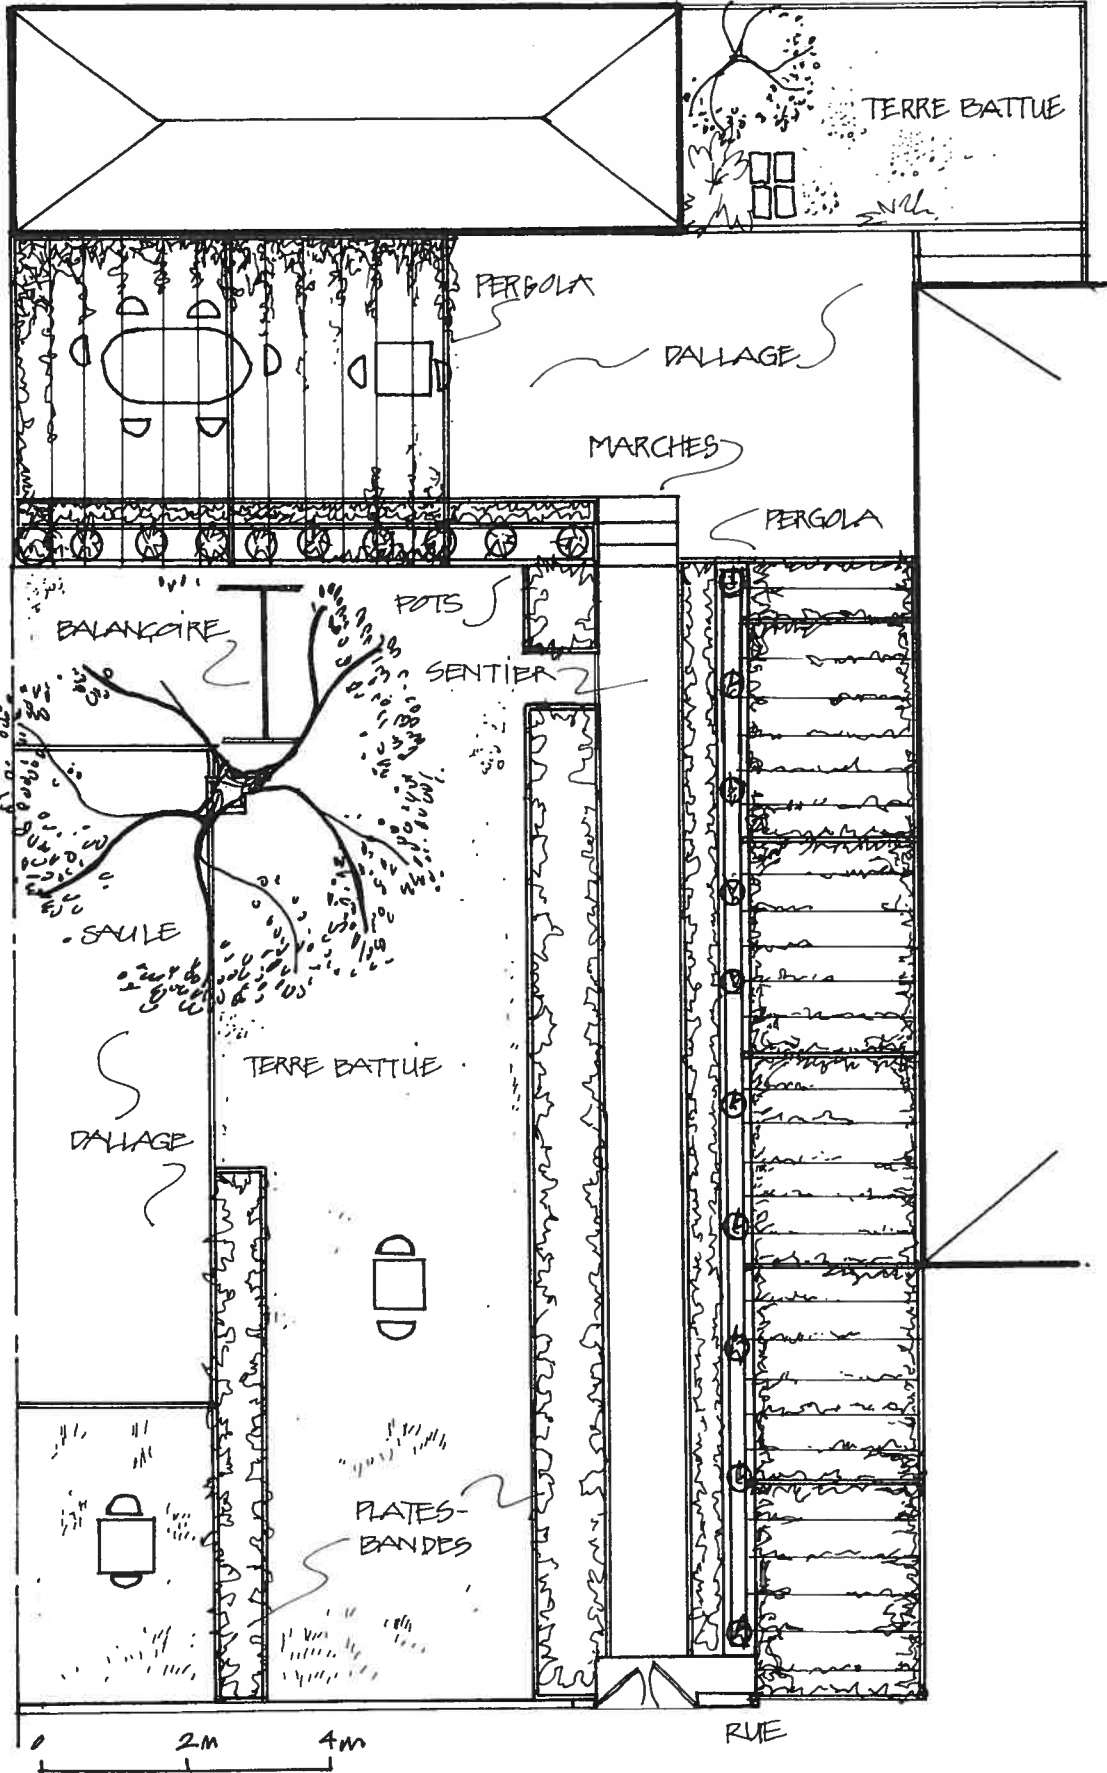 TERRE BATTUE
PERGOLA
DALLAGE
MARCHES
PERGOLA
POTS
BALANÇOIRE
SENTIER
SAULE
TERRE BATTUE
DALLAGE
PLATES-
BANDES
RUE
0 2m 4m